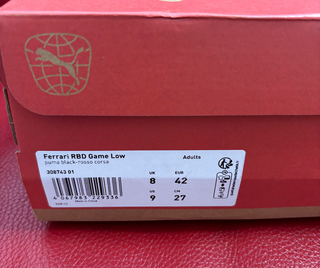 Ferrari RBD Game Low
puma black-rosso corsa
Adults
308743 01
UK
8
EUR
42
US
9
CM
27
4 067983 229336